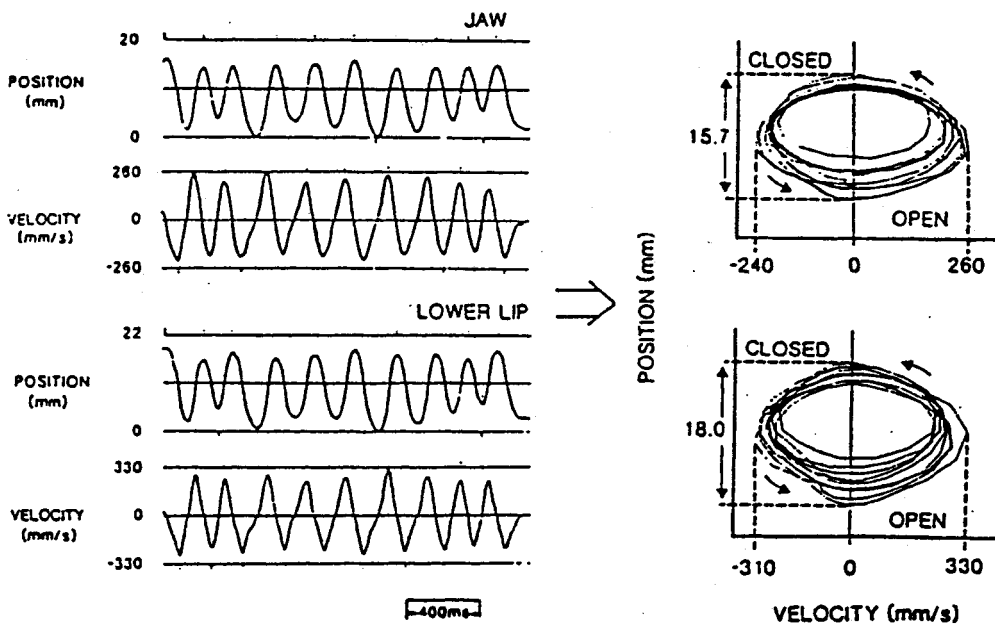 JAW
20
POSITION
(mm)
0
260
VELOCITY
(mm/s)
0
-260
LOWER LIP
22
POSITION
(mm)
0
330
VELOCITY
(mm/s)
0
-330
400ms
POSITION (mm)
CLOSED
15.7
OPEN
-240 0 260
CLOSED
18.0
OPEN
-310 0 330
VELOCITY (mm/s)